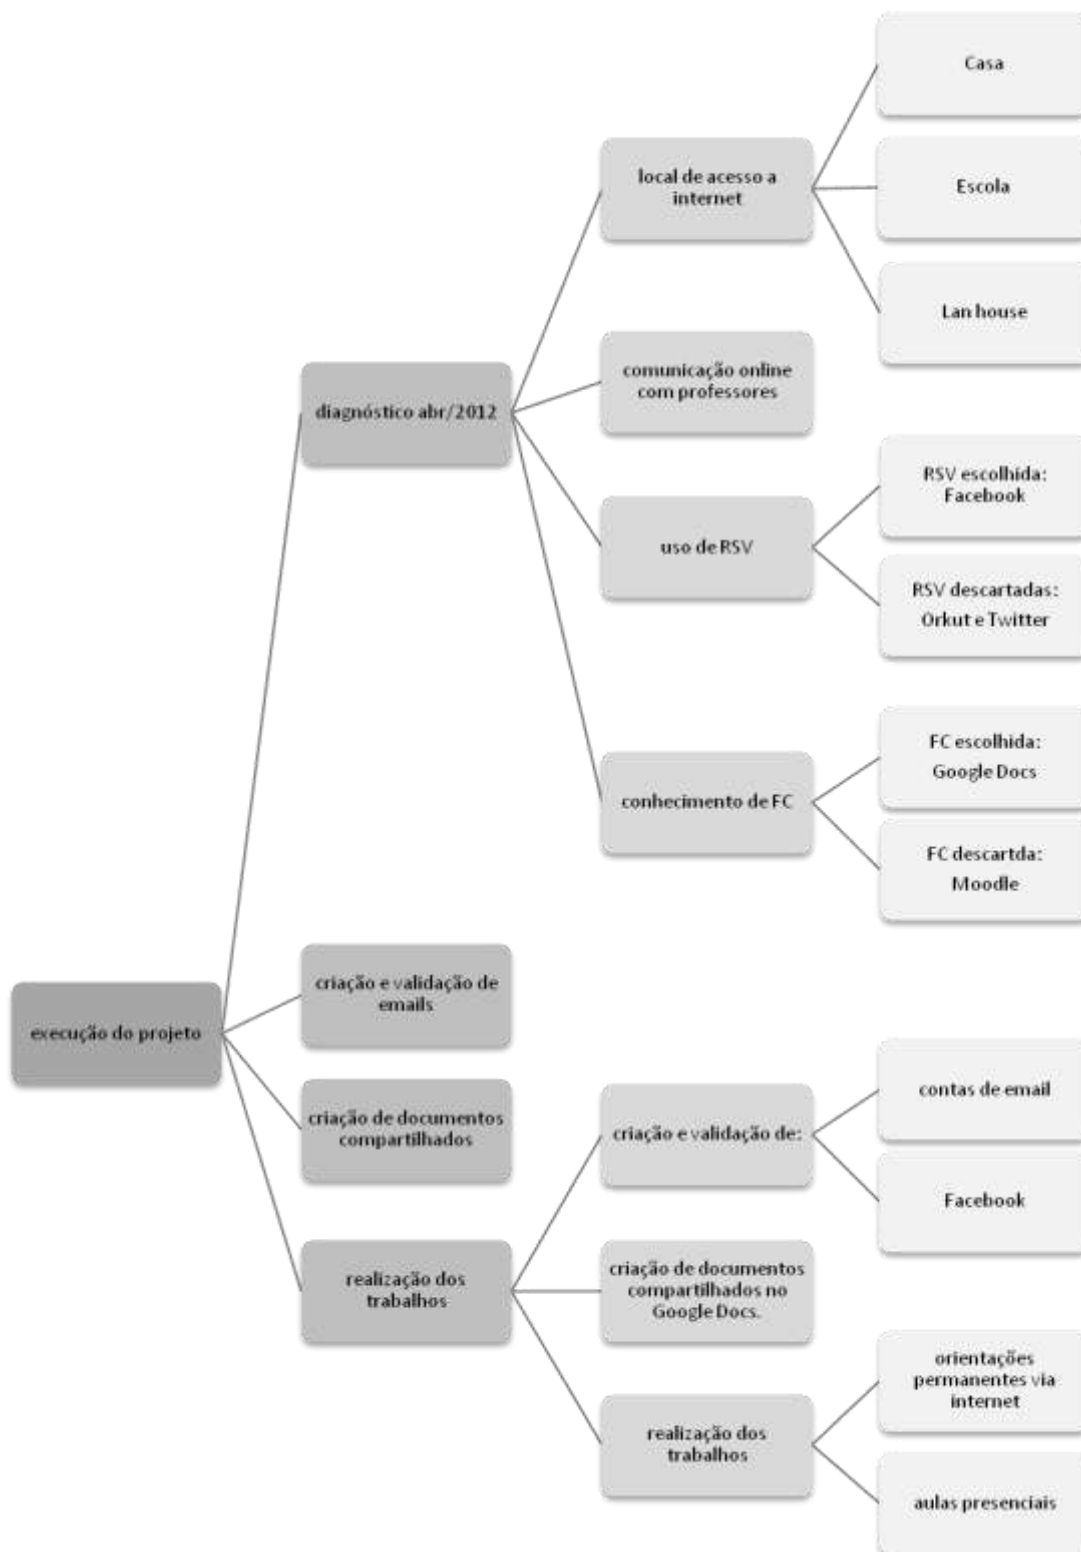 Casa
local de acesso a
internet
Escola
Lan house
comunicação online
com professores
diagnóstico abr/2012
RSV escolhida:
Facebook
uso de RSV
RSV descartadas:
Orkut e Twitter
FC escolhida:
Google Docs
conhecimento de FC
FC descartda:
Moodle
criação e validação de
emails
execução do projeto
criação de documentos
compartilhados
contas de email
criação e validação de:
Facebook
realização dos
trabalhos
criação de documentos
compartilhados no
Google Docs.
orientações
permanentes via
internet
realização dos
trabalhos
aulas presenciais